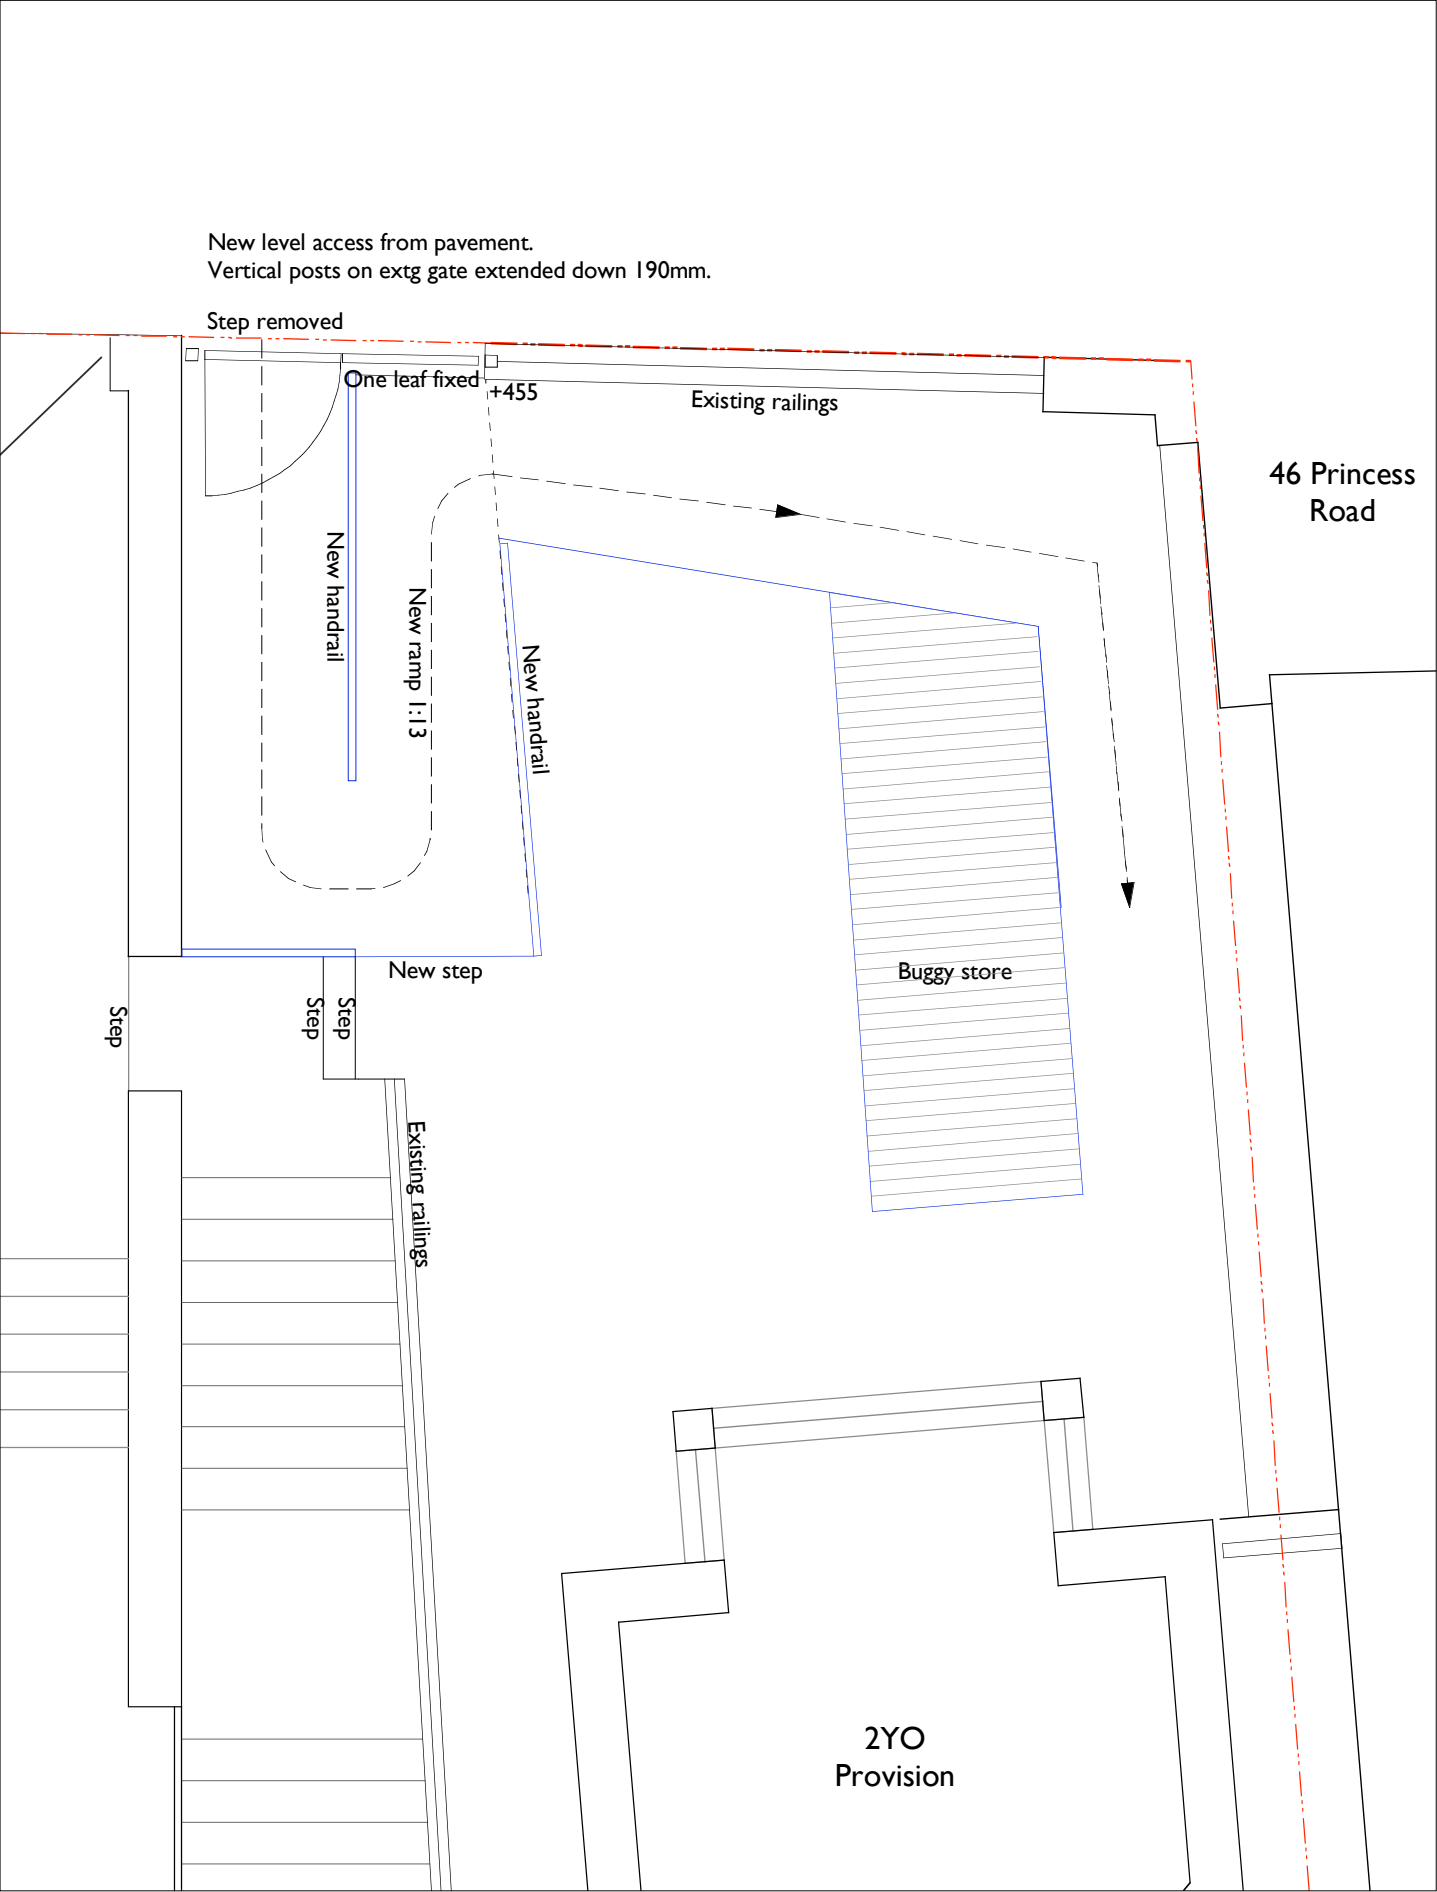 New level access from pavement.
Vertical posts on extg gate extended down 190mm.
Step removed
One leaf fixed
+455
Existing railings
46 Princess
Road
New handrail
New ramp 1:13
New handrail
Buggy store
New step
Step
Step
Step
Existing railings
2YO
Provision